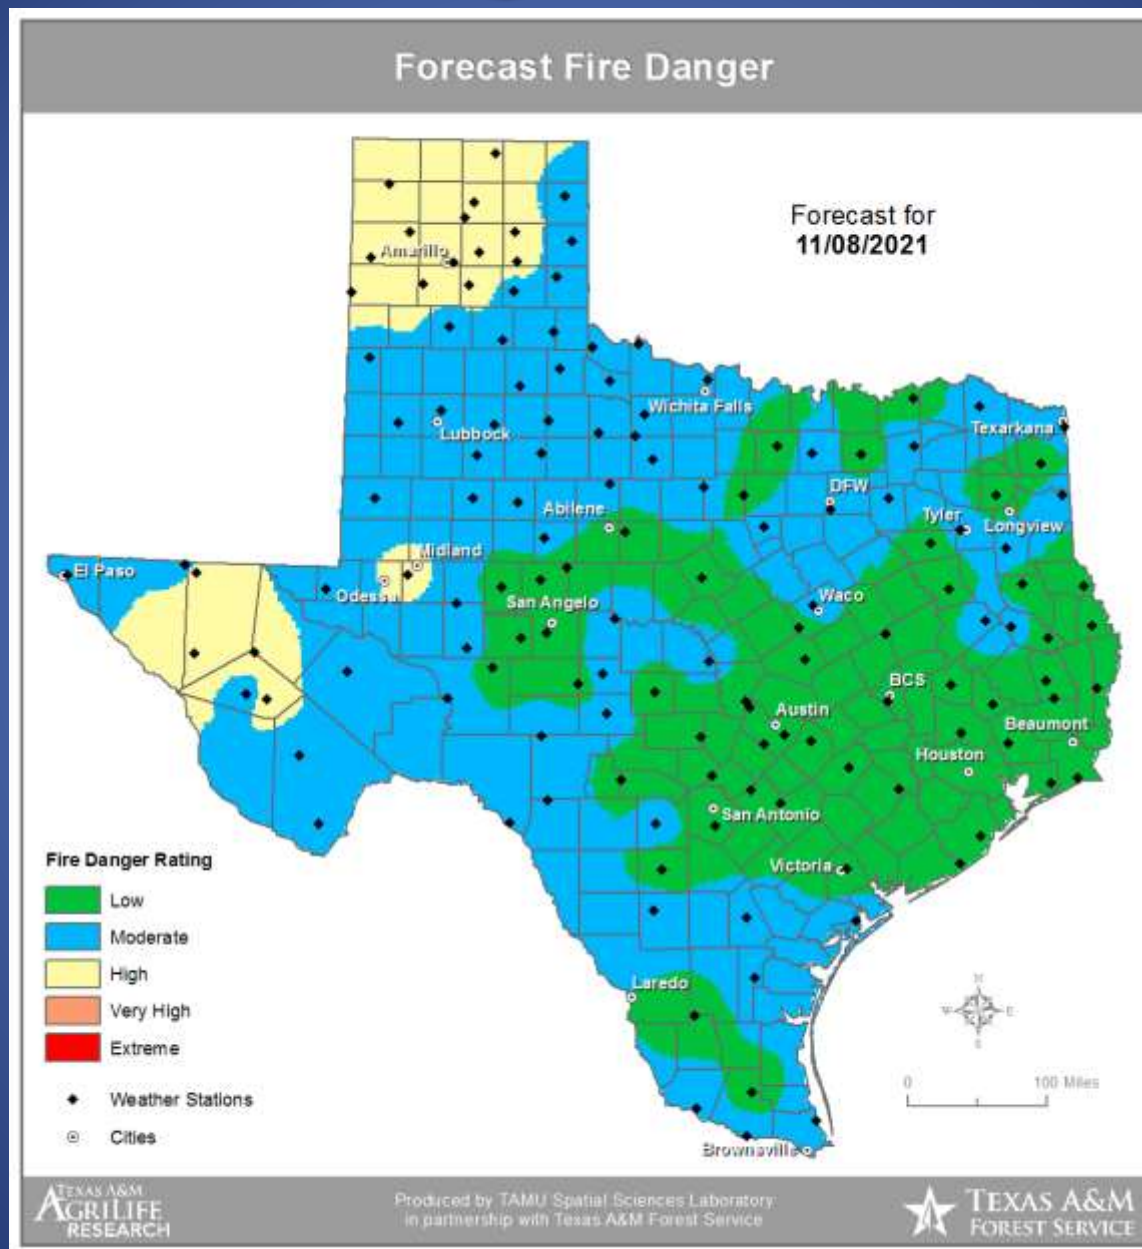 Forecast Fire Danger
Forecast for
11/08/2021
Amarillo
Wichita Falls
Lubbock
Texarkana
DFW
Abilene
Tyler
Longview
Midland
El Paso
Odessa
San Angelo
Waco
BCS
Austin
Beaumont
Houston
San Antonio
Victoria
Laredo
Brownsville
Fire Danger Rating
Low
Moderate
High
Very High
Extreme
Weather Stations
Cities
N
W E
S
0 100 Miles
TEXAS A&M
AGRILIFE
RESEARCH
Produced by TAMU Spatial Sciences Laboratory
in partnership with Texas A&M Forest Service
TEXAS A&M
FOREST SERVICE